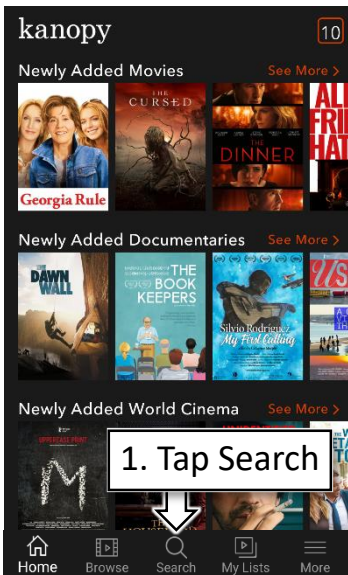 kanopy
10
Newly Added Movies
See More >
Georgia Rule
THE
CURSED
THE
DINNER
Newly Added Documentaries
See More >
THE
DAWN
WALL
THE
BOOK
KEEPERS
Silvio Rodríguez
My First Calling
Newly Added World Cinema
See More >
UPPERCASE PRINT
1. Tap Search
Home
Browse
Search
My Lists
More